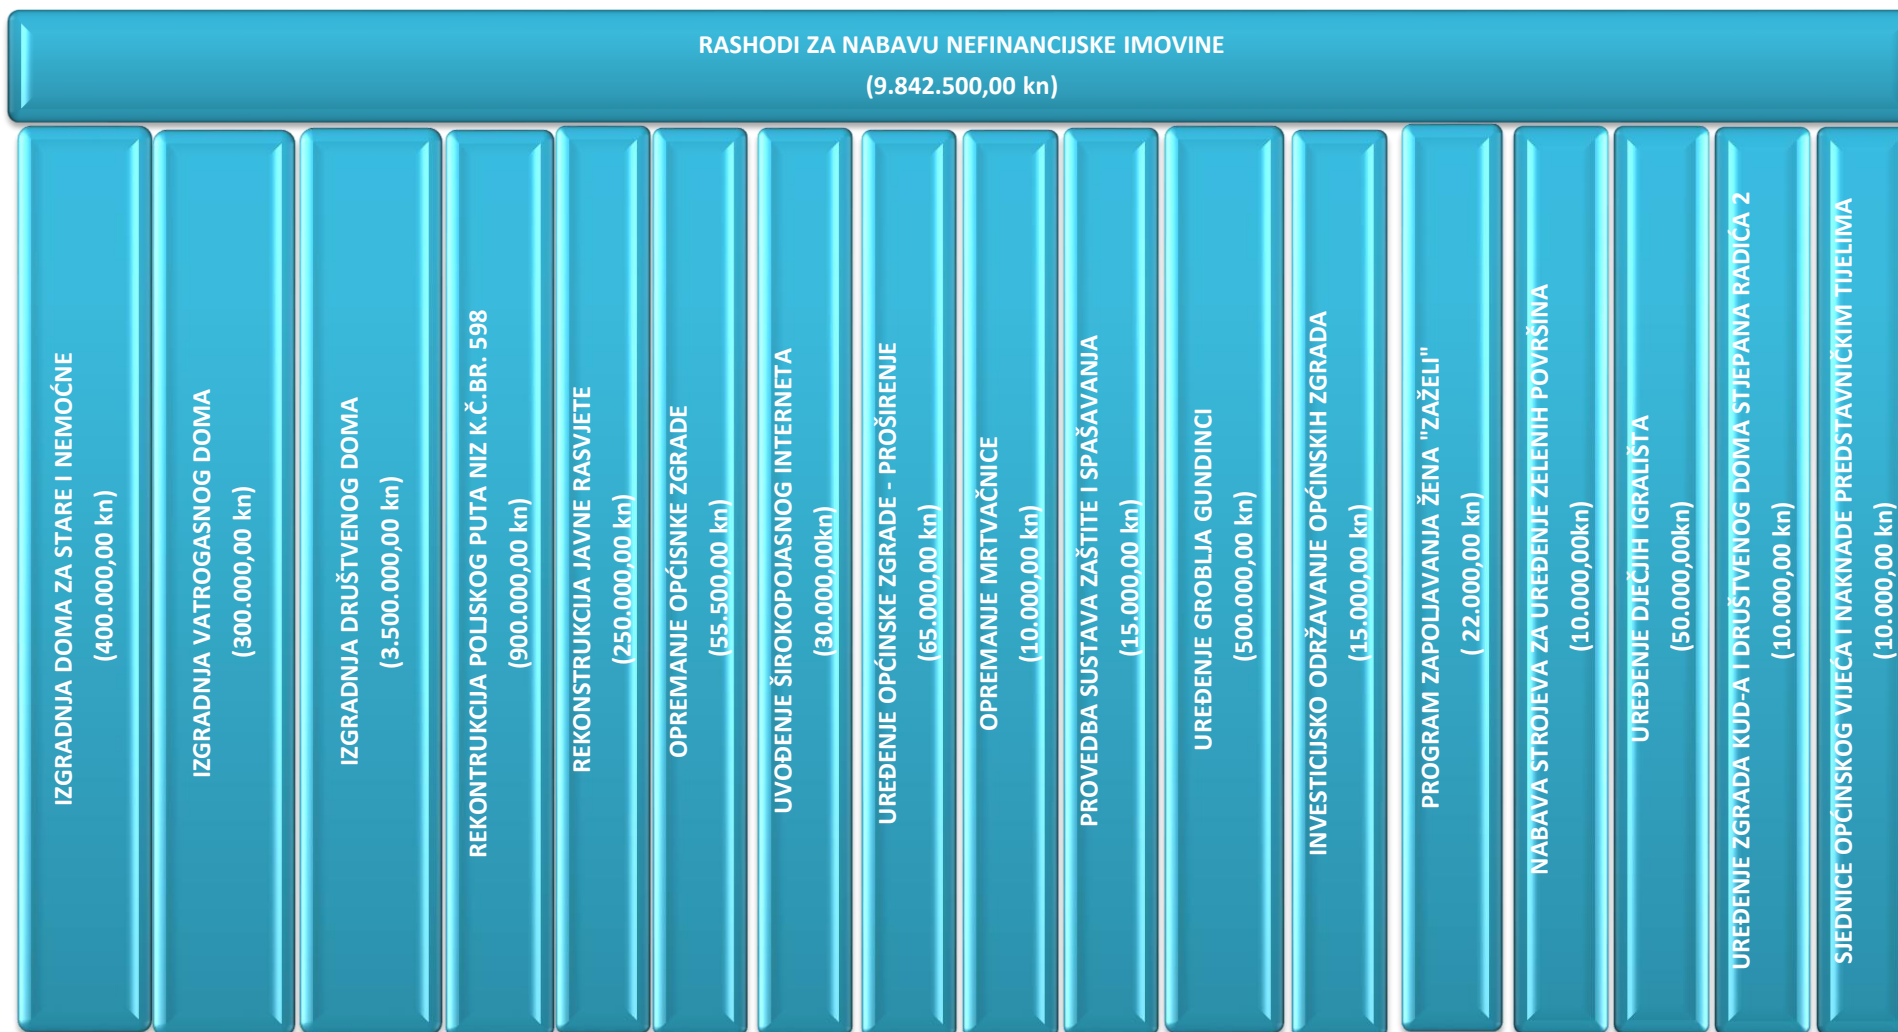 RASHODI ZA NABAVU NEFINANCIJSKE IMOVINE
(9.842.500,00 kn)
IZGRADNJA DOMA ZA STARE I NEMOĆNE
(400.000,00 kn)
IZGRADNJA VATROGASNOG DOMA
(300.000,00 kn)
IZGRADNJA DRUŠTVENOG DOMA
(3.500.000,00 kn)
REKONTRUKCIJA POLJSKOG PUTA NIZ K.Č.BR. 598
(900.000,00 kn)
REKONSTRUKCIJA JAVNE RASVJETE
(250.000,00 kn)
OPREMANJE OPĆISNKE ZGRADE
(55.500,00 kn)
UVOĐENJE ŠIROKOPOJASNOG INTERNETA
(30.000,00kn)
UREĐENJE OPĆINSKE ZGRADE - PROŠIRENJE
(65.000,00 kn)
OPREMANJE MRTVAČNICE
(10.000,00 kn)
PROVEDBA SUSTAVA ZAŠTITE I SPAŠAVANJA
(15.000,00 kn)
UREĐENJE GROBLJA GUNDINCI
(500.000,00 kn)
INVESTICIJSKO ODRŽAVANJE OPĆINSKIH ZGRADA
(15.000,00 kn)
PROGRAM ZAPOLJAVANJA ŽENA "ZAŽELI"
( 22.000,00 kn)
NABAVA STROJEVA ZA UREĐENJE ZELENIH POVRŠINA
(10.000,00kn)
UREĐENJE DJEČJIH IGRALIŠTA
(50.000,00kn)
UREĐENJE ZGRADA KUD-A I DRUŠTVENOG DOMA STJEPANA RADIĆA 2
(10.000,00 kn)
SJEDNICE OPĆINSKOG VIJEĆA I NAKNADE PREDSTAVNIČKIM TIJELIMA
(10.000,00 kn)